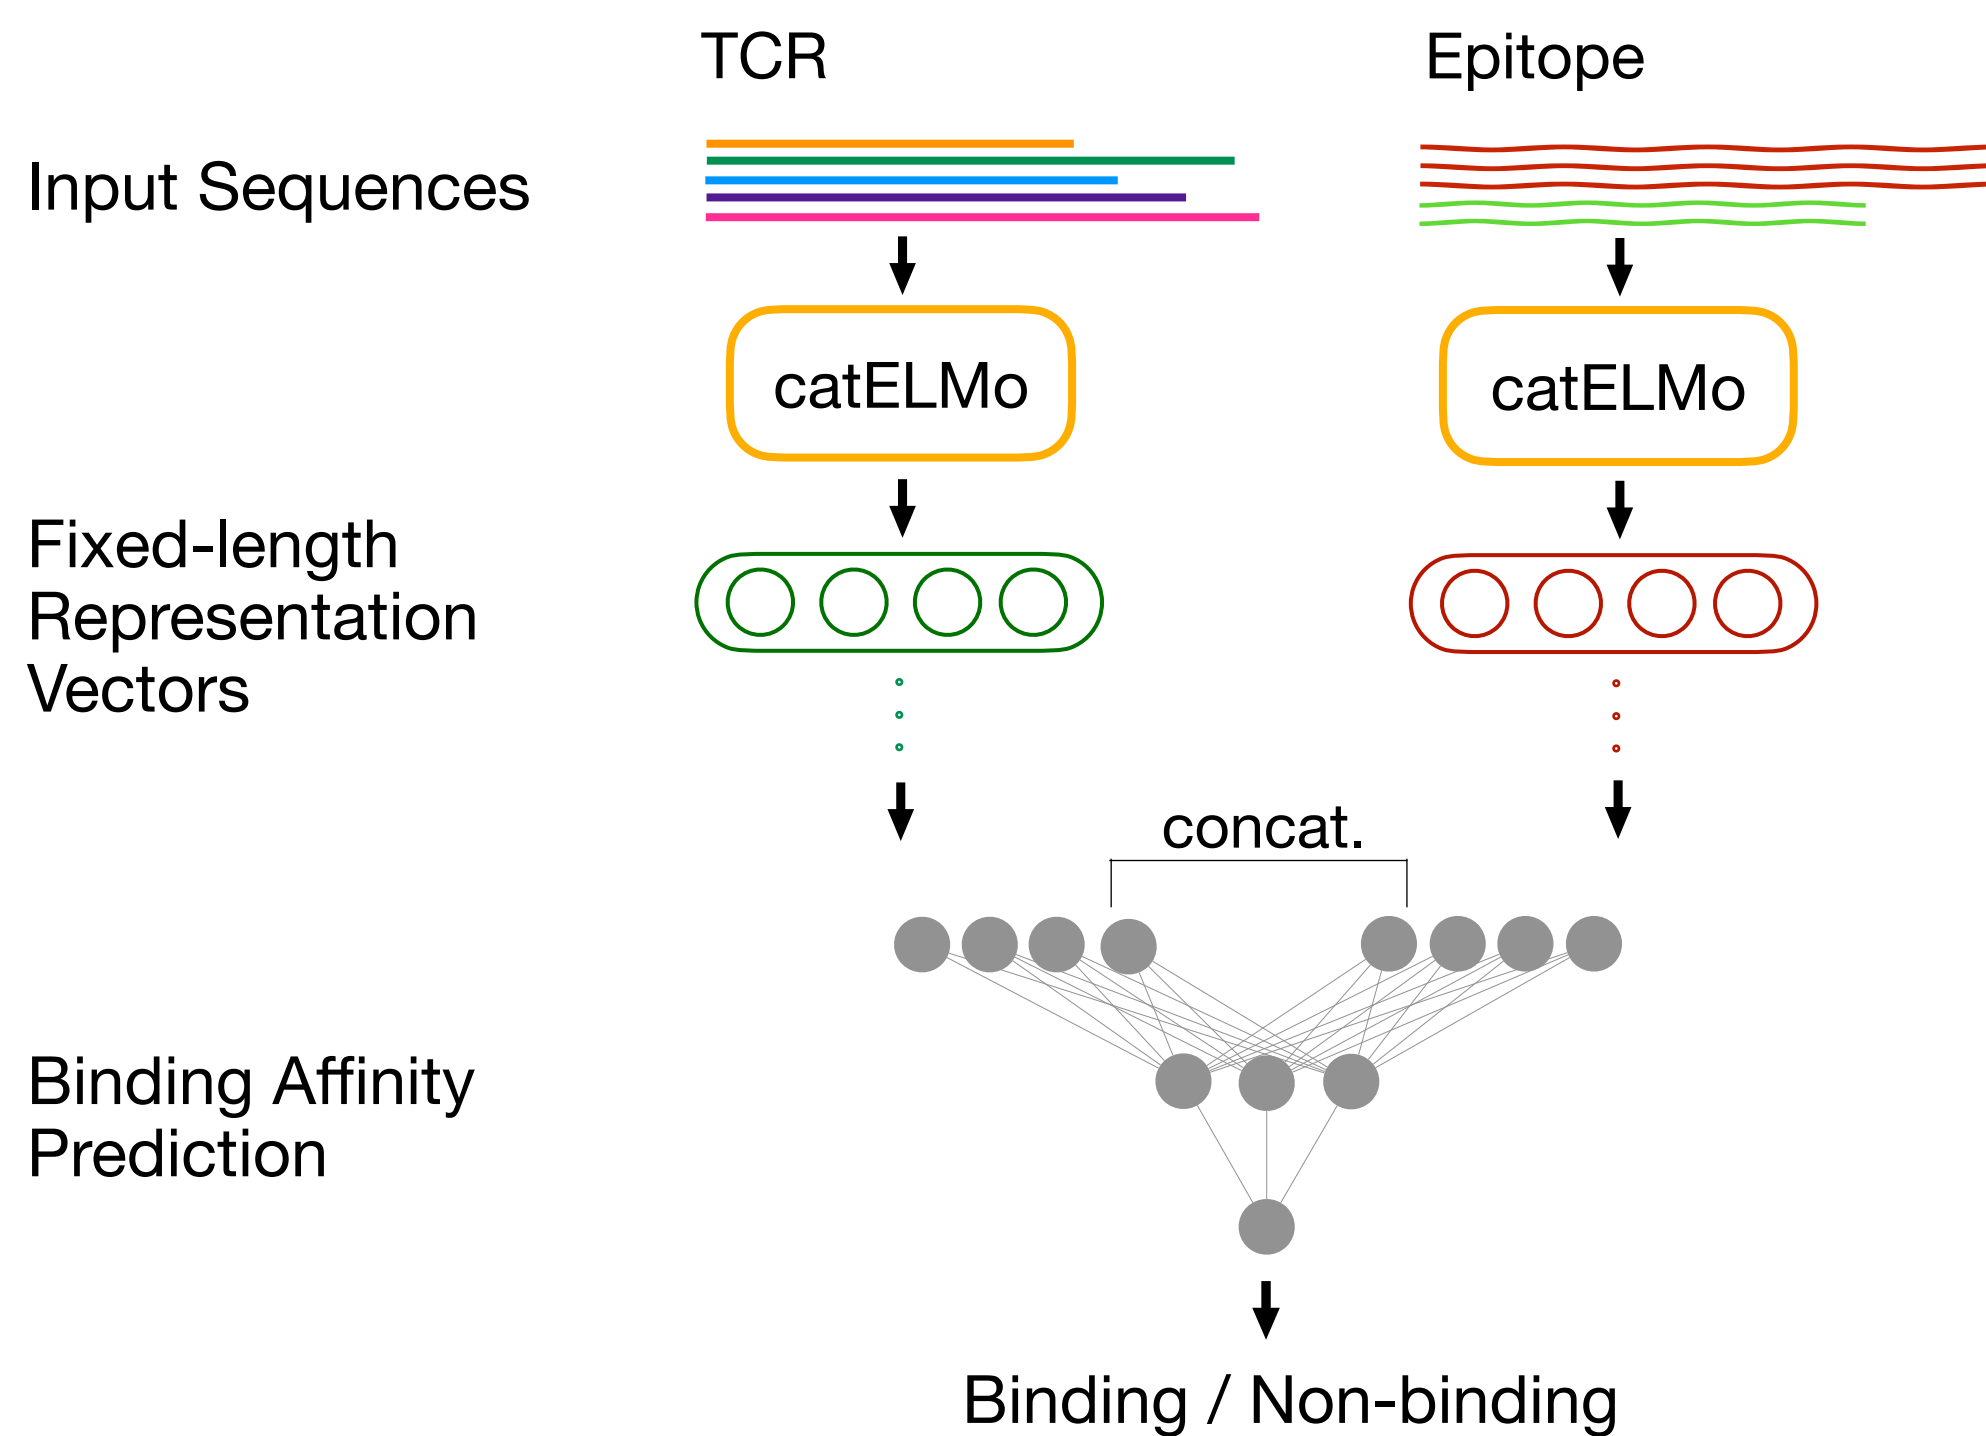 TCR
Epitope
Input Sequences
catELMo
catELMo
Fixed-length
Representation
Vectors
concat.
Binding Affinity
Prediction
Binding / Non-binding